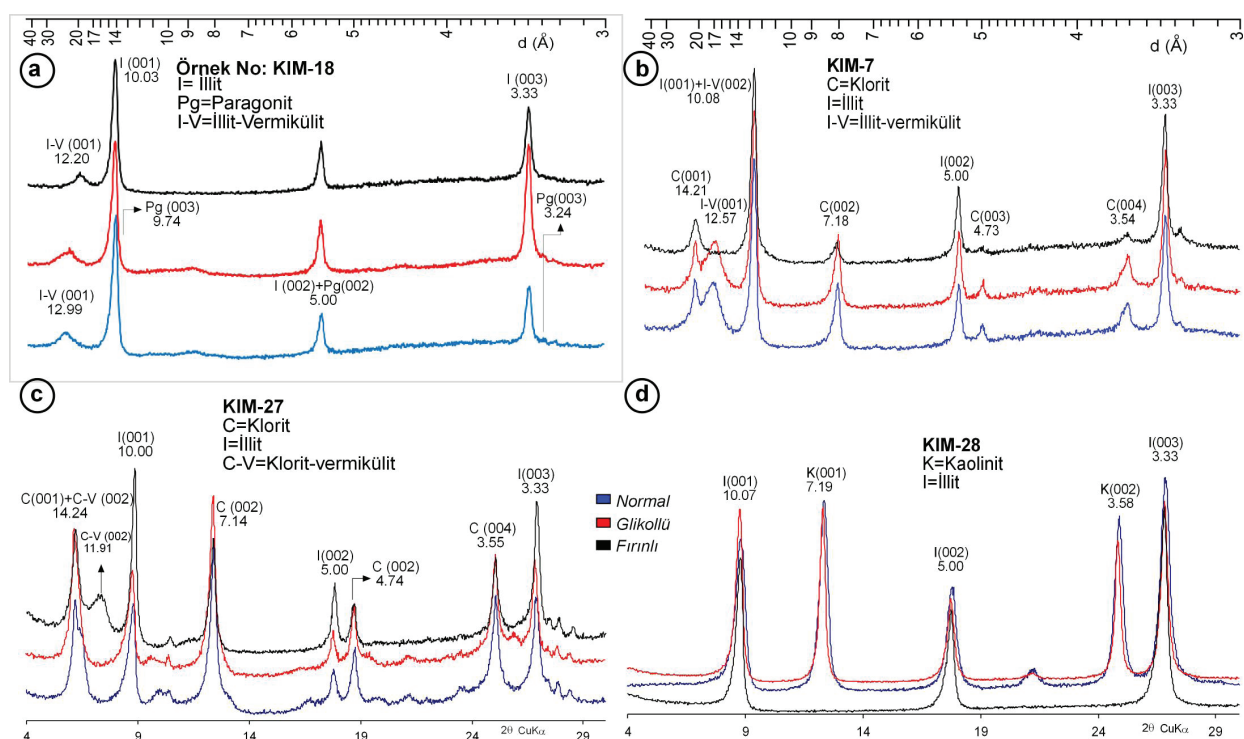 40 30 20 17 14 9 8 7 6 5 4 d (Å) 3
a
Örnek No: KIM-18
I= İllit
Pg=Paragonit
I-V=İllit-Vermikülit
I (001)
10.03
I (003)
3.33
I-V (001)
12.20
Pg (003)
9.74
Pg(003)
3.24
I (002)+Pg(002)
5.00
I-V (001)
12.99
40 30 20 17 14 9 8 7 6 5 4 d (Å) 3
b
KIM-7
C=Klorit
I=İllit
I-V=İllit-vermikülit
I(001)+I-V(002)
10.08
I(003)
3.33
C(001)
14.21
I-V(001)
12.57
C(002)
7.18
I(002)
5.00
C(003)
4.73
C(004)
3.54
c
KIM-27
C=Klorit
I=İllit
C-V=Klorit-vermikülit
I(001)
10.00
C(001)+C-V (002)
14.24
C-V (002)
11.91
C (002)
7.14
I(002)
5.00
C (002)
4.74
C (004)
3.55
I(003)
3.33
4 9 14 19 2θ CuKα 29
Normal
Glikollü
Fırınlı
d
KIM-28
K=Kaolinit
I=İllit
I(001)
10.07
K(001)
7.19
I(002)
5.00
K(002)
3.58
I(003)
3.33
4 9 14 19 24 2θ CuKα 29